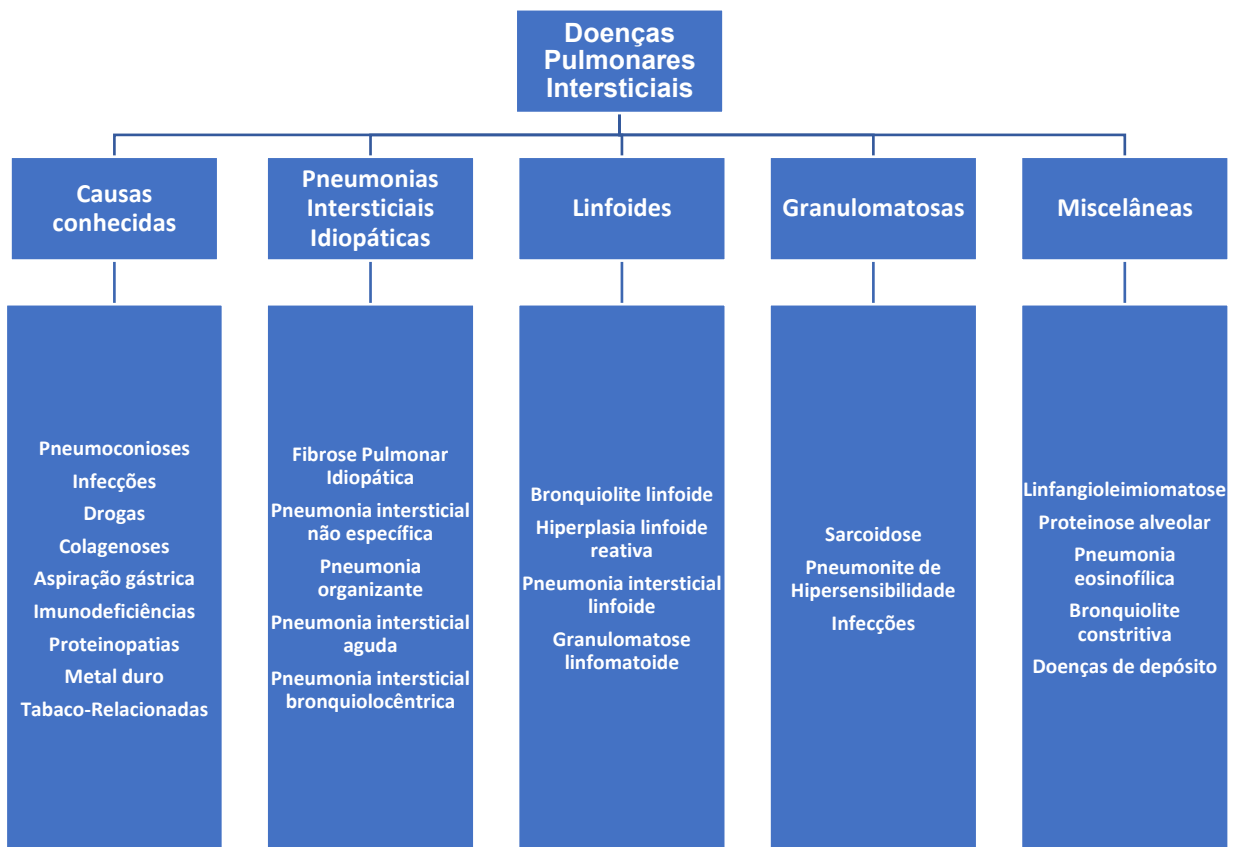 Doenças
Pulmonares
Intersticiais
Causas
conhecidas
Pneumonias
Intersticiais
Idiopáticas
Linfoides
Granulomatosas
Miscelâneas
Pneumoconioses
Infecções
Drogas
Colagenoses
Aspiração gástrica
Imunodeficiências
Proteinopatias
Metal duro
Tabaco-Relacionadas
Fibrose Pulmonar
Idiopática
Pneumonia intersticial
não específica
Pneumonia
organizante
Pneumonia intersticial
aguda
Pneumonia intersticial
bronquiolocêntrica
Bronquiolite linfoide
Hiperplasia linfoide
reativa
Pneumonia intersticial
linfoide
Granulomatose
linfomatoide
Sarcoidose
Pneumonite de
Hipersensibilidade
Infecções
Linfangioleimiomatose
Proteinose alveolar
Pneumonia
eosinofílica
Bronquiolite
constritiva
Doenças de depósito